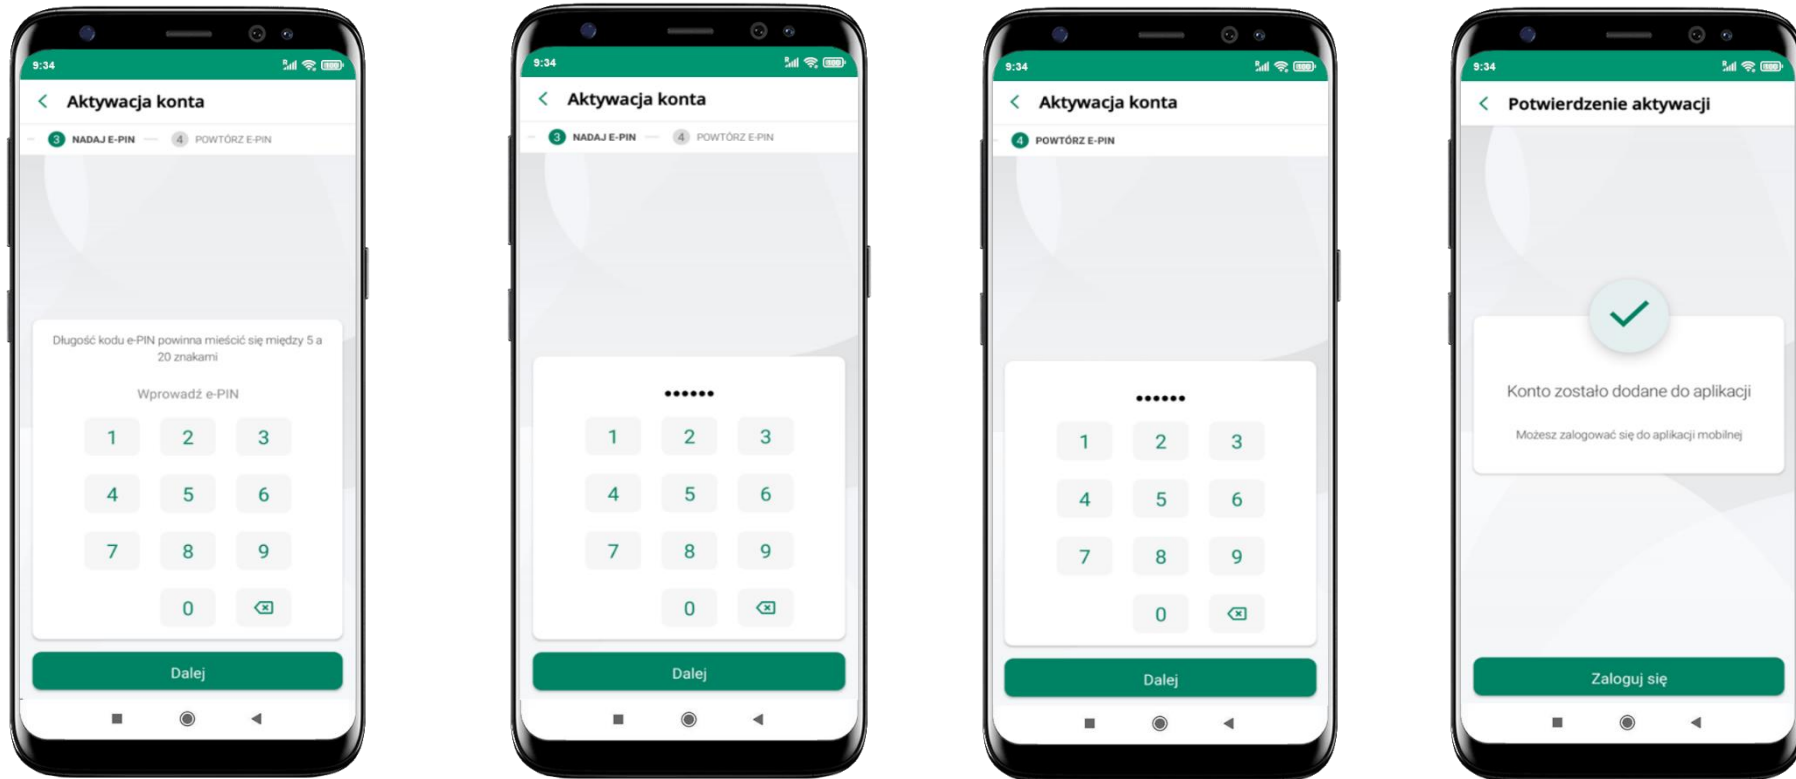 9:34
Aktywacja konta
3 NADAJ E-PIN 4 POWTÓRZ E-PIN
Długość kodu e-PIN powinna mieścić się między 5 a
20 znakami
Wprowadź e-PIN
1 2 3
4 5 6
7 8 9
0
Dalej
9:34
Aktywacja konta
3 NADAJ E-PIN 4 POWTÓRZ E-PIN
••••••
1 2 3
4 5 6
7 8 9
0
Dalej
9:34
Aktywacja konta
4 POWTÓRZ E-PIN
••••••
1 2 3
4 5 6
7 8 9
0
Dalej
9:34
Potwierdzenie aktywacji
Konto zostało dodane do aplikacji
Możesz zalogować się do aplikacji mobilnej
Zaloguj się